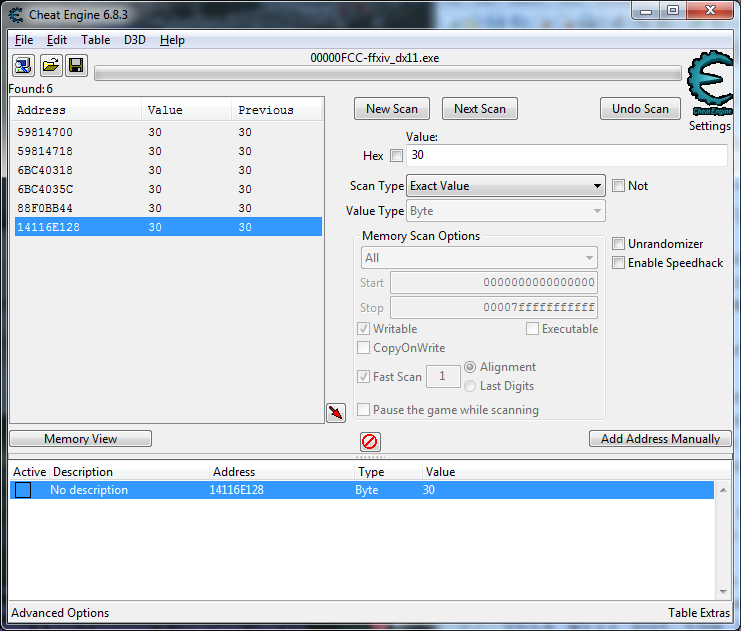 Cheat Engine 6.8.3
File Edit Table D3D Help
00000FCC-ffxiv_dx11.exe
Found:6
Address Value Previous
59814700 30 30
59814718 30 30
6BC40318 30 30
6BC4035C 30 30
88F0BB44 30 30
14116E128 30 30
New Scan Next Scan Undo Scan
Cheat Engine
Settings
Value:
Hex 30
Scan Type Exact Value Not
Value Type Byte
Memory Scan Options
All
Unrandomizer
Enable Speedhack
Start 0000000000000000
Stop 00007fffffffffff
Writable Executable
CopyOnWrite
Fast Scan 1 Alignment
Last Digits
Pause the game while scanning
Memory View Add Address Manually
Active Description Address Type Value
No description 14116E128 Byte 30
Advanced Options Table Extras